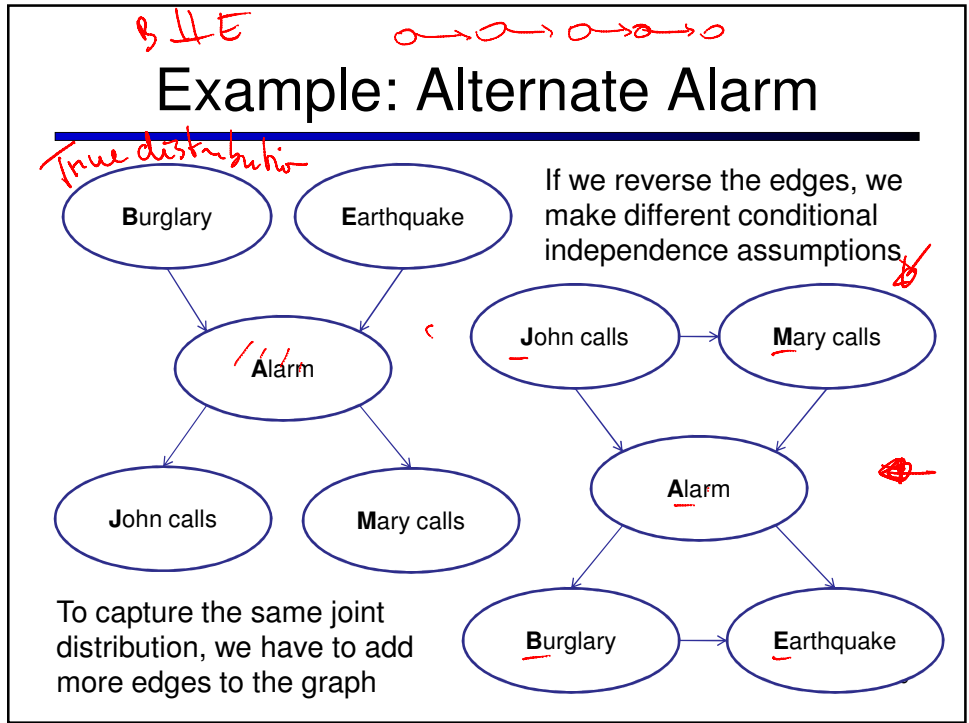 B ⫫ E
Example: Alternate Alarm
True distribution
Burglary
Earthquake
Alarm
John calls
Mary calls
To capture the same joint
distribution, we have to add
more edges to the graph
If we reverse the edges, we
make different conditional
independence assumptions
John calls
Mary calls
Alarm
Burglary
Earthquake